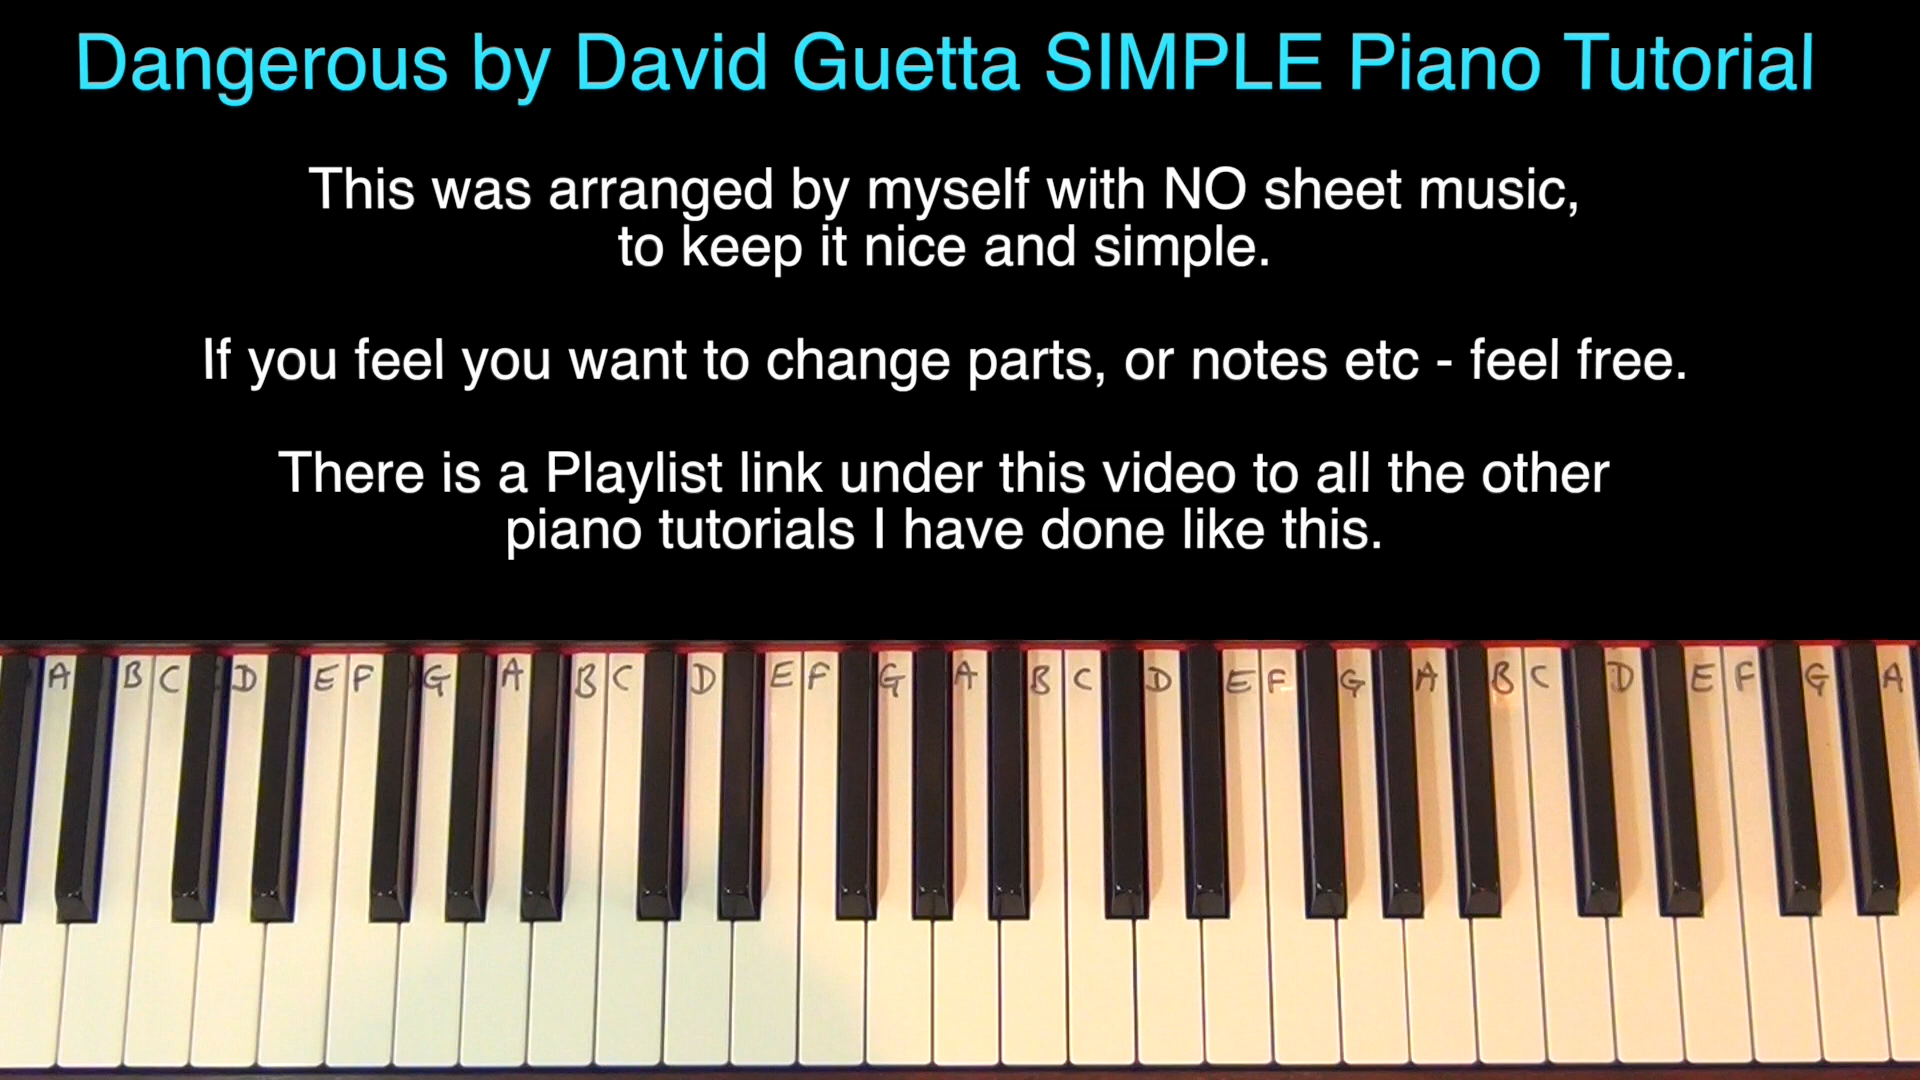 Dangerous by David Guetta SIMPLE Piano Tutorial
This was arranged by myself with NO sheet music,
to keep it nice and simple.
If you feel you want to change parts, or notes etc - feel free.
There is a Playlist link under this video to all the other
piano tutorials I have done like this.
A B C D E F G A B C D E F G A B C D E F G A B C D E F G A